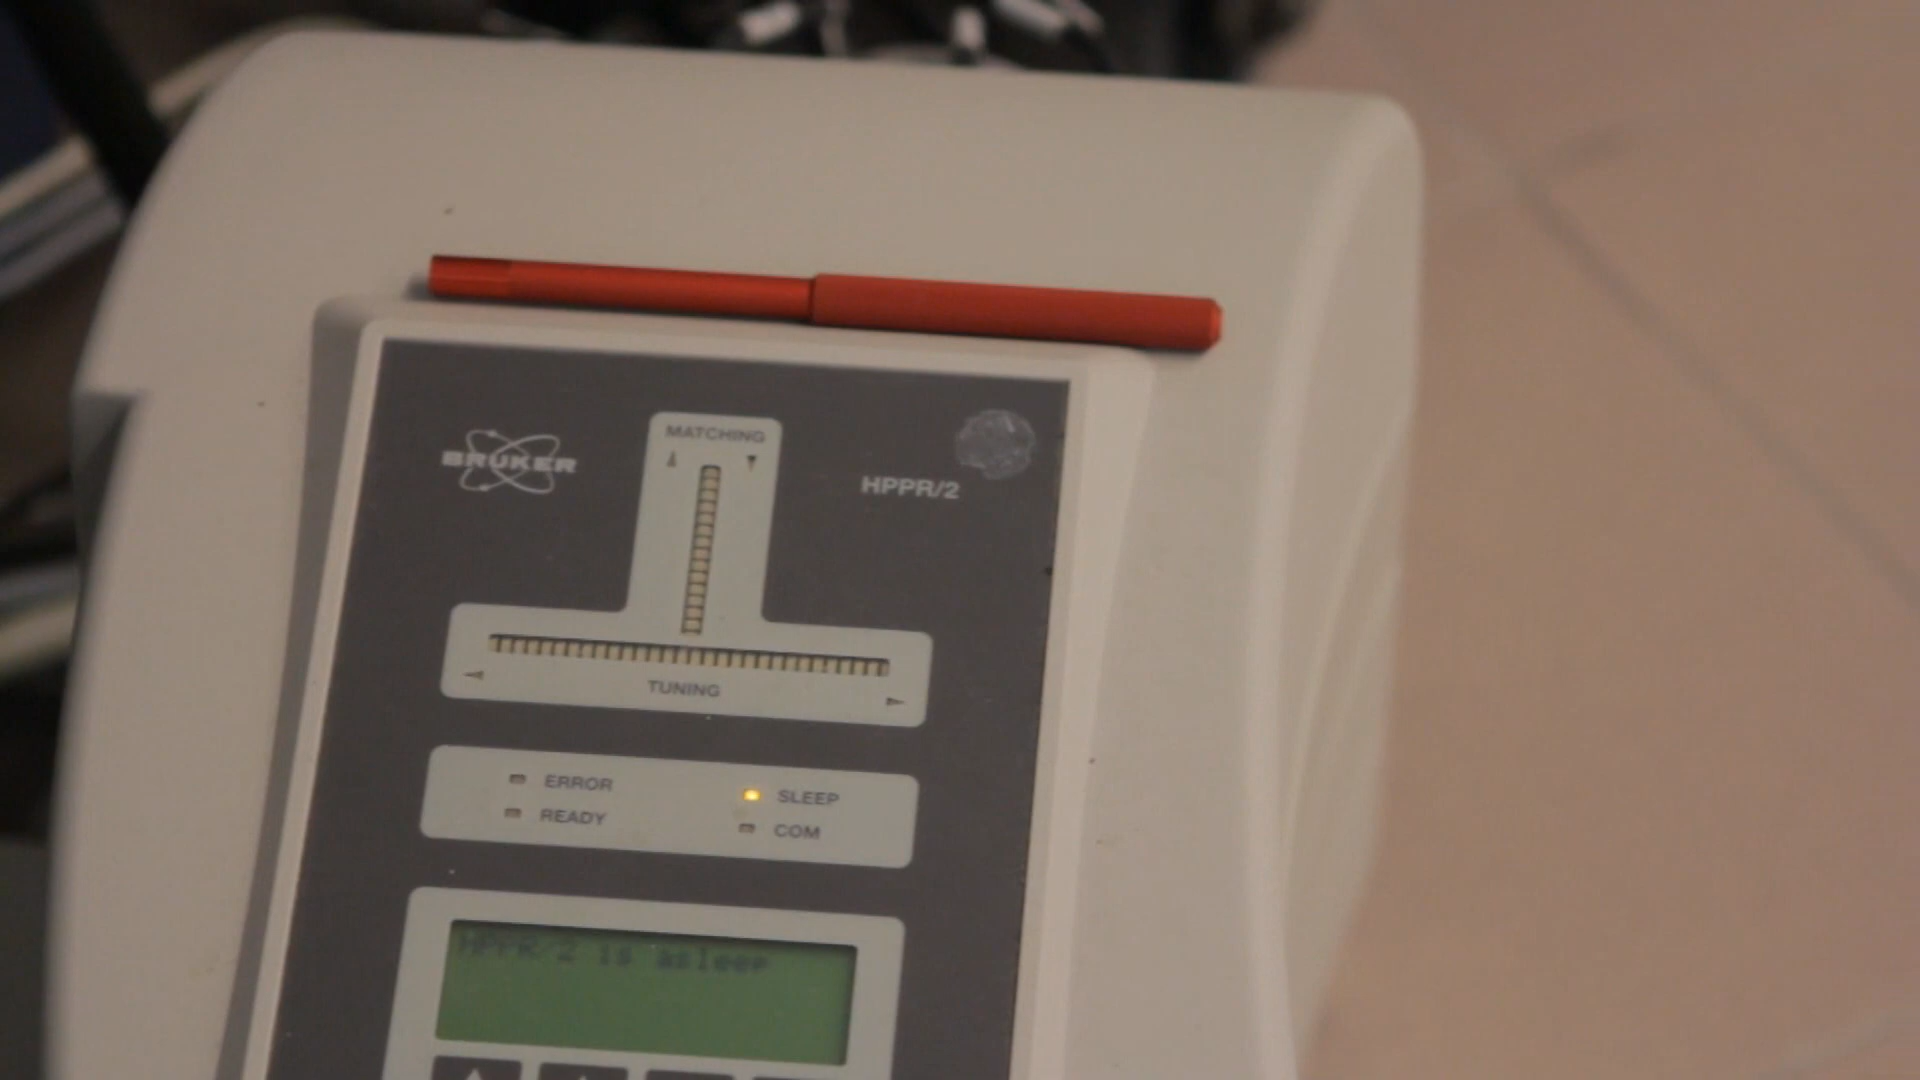 MATCHING
BRUKER
HPPR/2
TUNING
ERROR
SLEEP
READY
COM
HPPR/2 is asleep